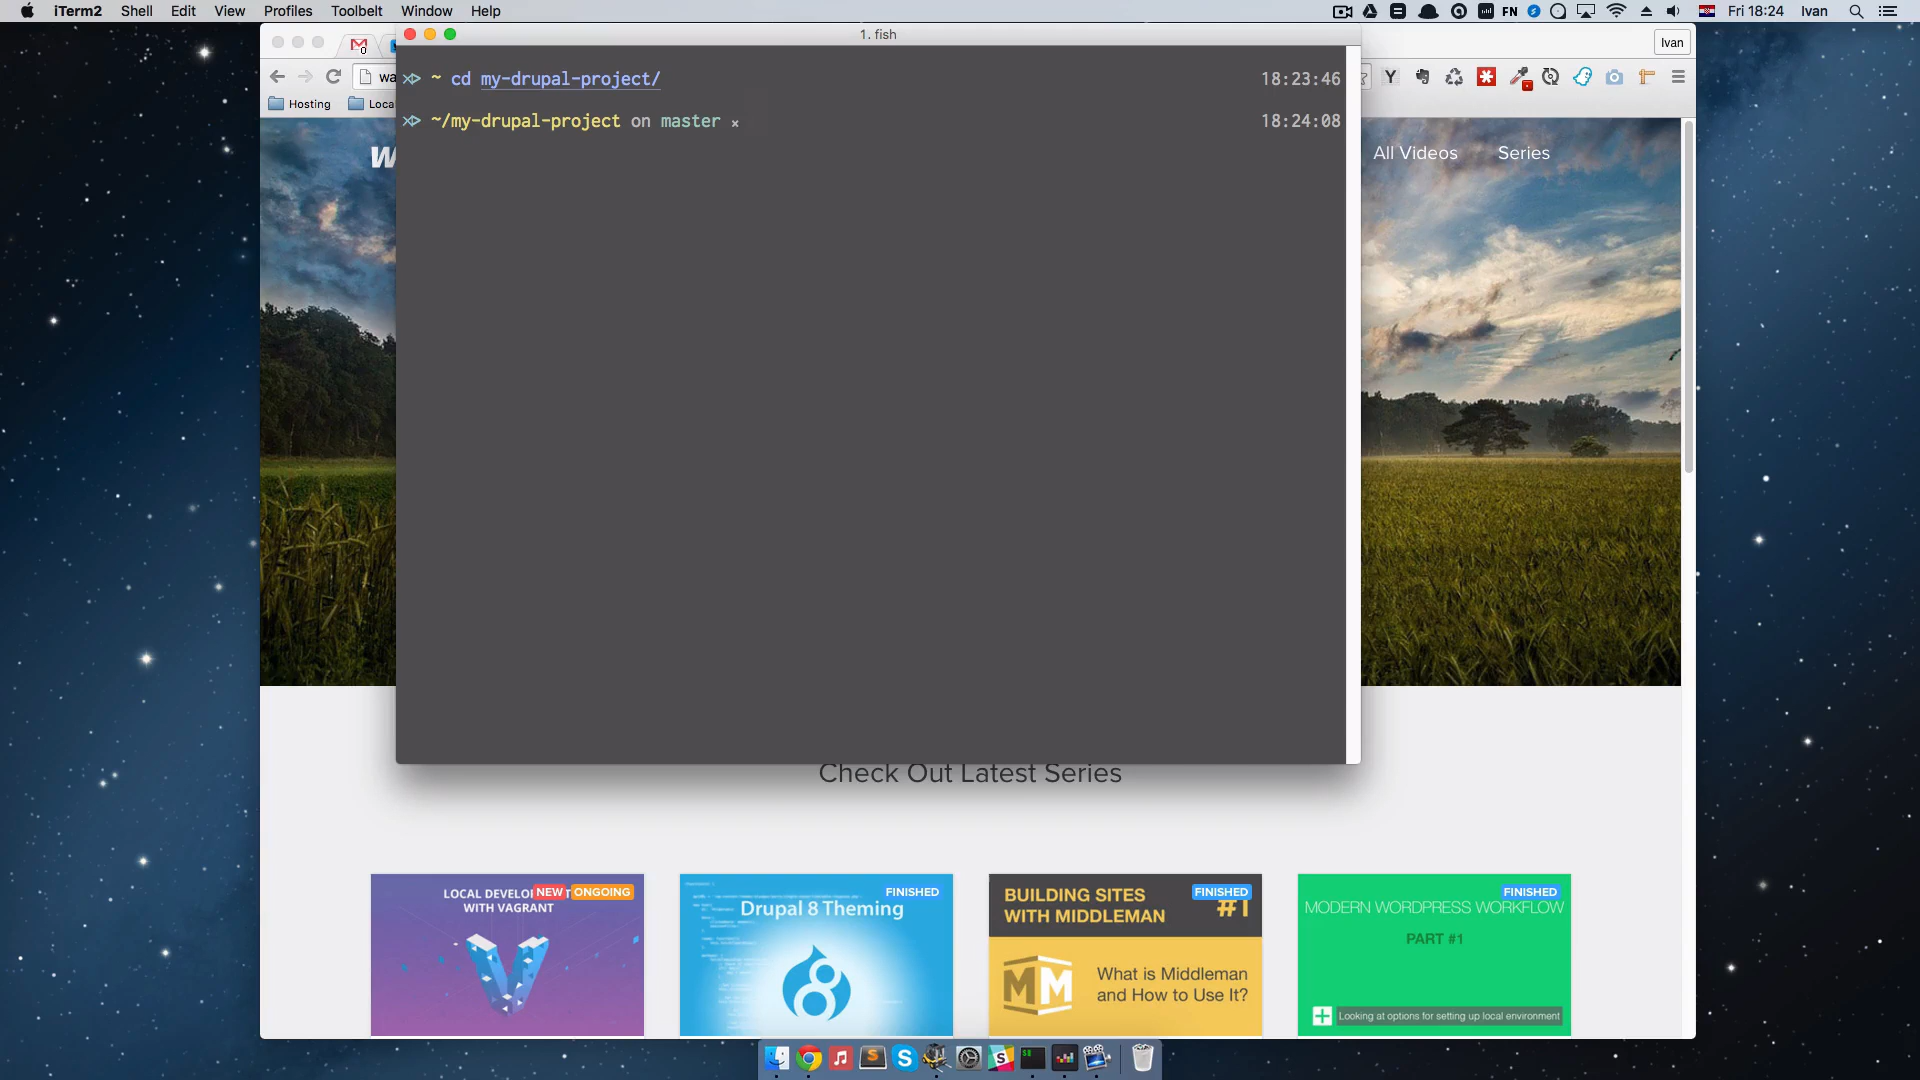 iTerm2 Shell Edit View Profiles Toolbelt Window Help
FN Fri 18:24 Ivan
1. fish
Ivan
wa
Y
Hosting
Loca
~ cd my-drupal-project/ 18:23:46
~/my-drupal-project on master × 18:24:08
W
All Videos Series
Check Out Latest Series
LOCAL DEVELOPMENT
WITH VAGRANT
NEW ONGOING
Drupal 8 Theming
FINISHED
BUILDING SITES
WITH MIDDLEMAN
#1
FINISHED
What is Middleman
and How to Use It?
MODERN WORDPRESS WORKFLOW
PART #1
FINISHED
Looking at options for setting up local environment